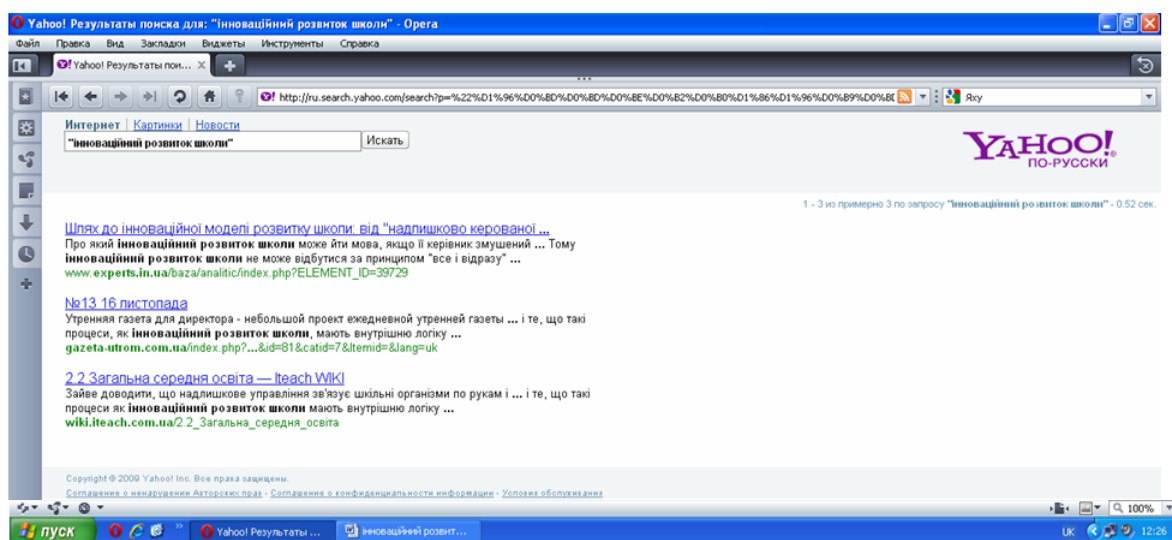 Yahoo! Результаты поиска для: "інноваційний розвиток школи" - Opera
Файл Правка Вид Закладки Виджеты Инструменты Справка
Yahoo! Результаты пои...
http://ru.search.yahoo.com/search?p=%22%D1%96%D0%BD%D0%BD%D0%BE%D0%B2%D0%B0%D1%86%D1%96%D0%B9%D0%BE Яху
Интернет | Картинки | Новости
"інноваційний розвиток школи" Искать
YAHOO!
ПО-РУССКИ
1 - 3 из примерно 3 по запросу "інноваційний розвиток школи" - 0.52 сек.
Шлях до інноваційної моделі розвитку школи: від "надлишково керованої ...
Про який інноваційний розвиток школи може йти мова, якщо її керівник змушений ... Тому
інноваційний розвиток школи не може відбутися за принципом "все і відразу" ...
www.experts.in.ua/baza/analitic/index.php?ELEMENT_ID=39729
№13 16 листопада
Утренняя газета для директора - небольшой проект ежедневной утренней газеты ... і те, що такі
процеси, як інноваційний розвиток школи, мають внутрішню логіку ...
gazeta-utrom.com.ua/index.php?...&id=81&catid=7&Itemid=&lang=uk
2.2 Загальна середня освіта — Iteach WIKI
Зайве доводити, що надлишкове управління зв'язує шкільні організми по рукам і ... і те, що такі
процеси як інноваційний розвиток школи мають внутрішню логіку ...
wiki.iteach.com.ua/2.2_Загальна_середня_освіта
Copyright © 2009 Yahoo! Inc. Все права защищены.
Соглашение о ненарушении Авторских прав - Соглашение о конфиденциальности информации - Условия обслуживания
100%
пуск Yahoo! Результаты ... інноваційний розвит... UK 12:26